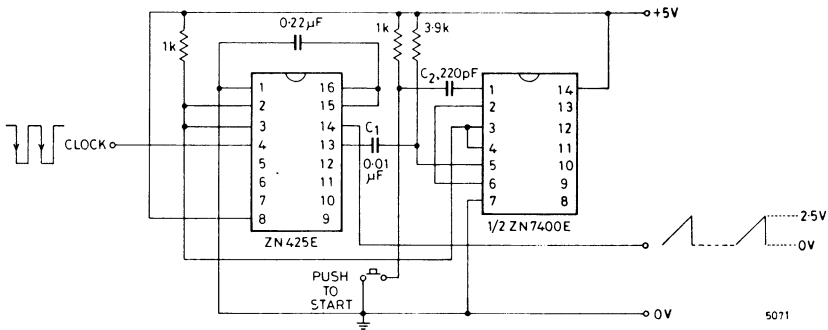 +5V
0·22µF
1k
1k
3·9k
C2, 220pF
1 16
2 15
3 14
4 13
5 12
6 11
7 10
8 9
ZN 425E
CLOCK
C1
0·01
µF
1 14
2 13
3 12
4 11
5 10
6 9
7 8
1/2 ZN7400E
2·5V
0V
PUSH
TO
START
0V
5071